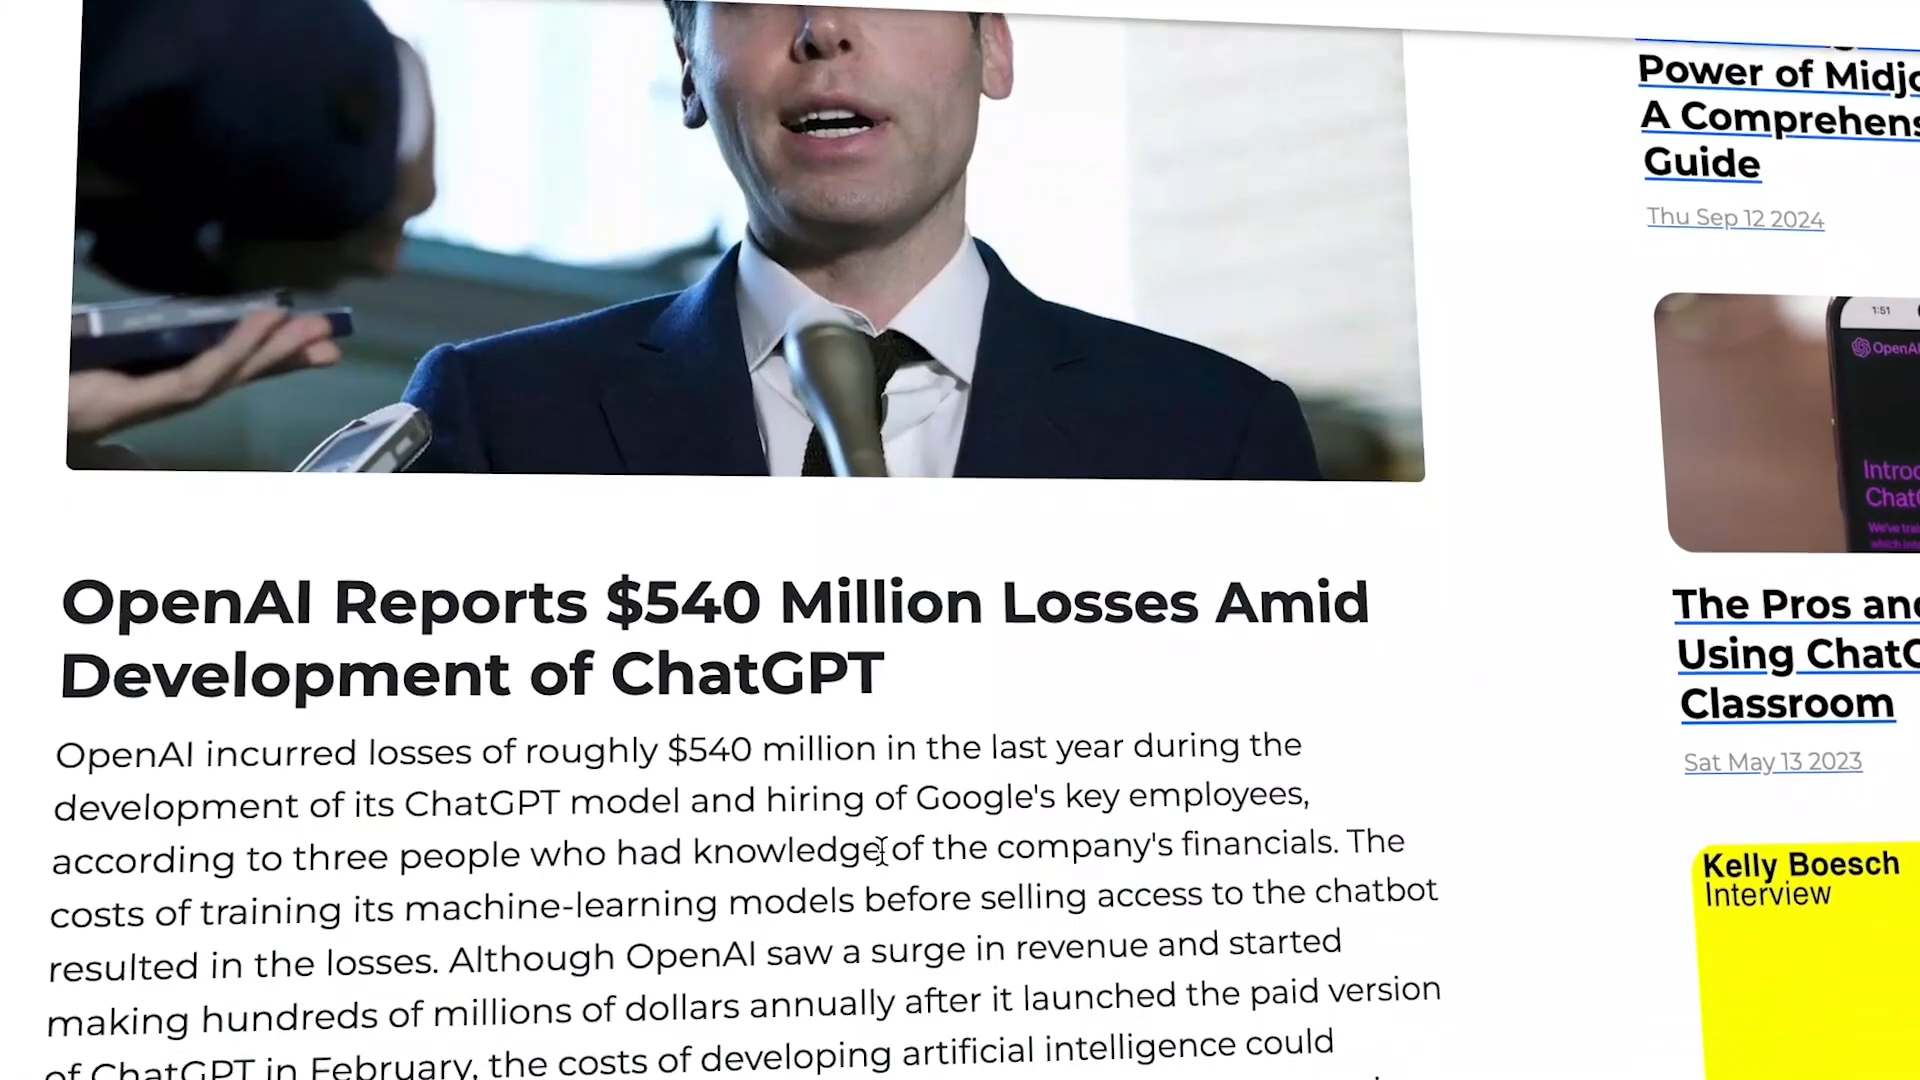 OpenAI Reports $540 Million Losses Amid
Development of ChatGPT
OpenAI incurred losses of roughly $540 million in the last year during the
development of its ChatGPT model and hiring of Google's key employees,
according to three people who had knowledge of the company's financials. The
costs of training its machine-learning models before selling access to the chatbot
resulted in the losses. Although OpenAI saw a surge in revenue and started
making hundreds of millions of dollars annually after it launched the paid version
of ChatGPT in February, the costs of developing artificial intelligence could
Power of
A
Guide
Thu Sep 12 2024
1:51
OpenAI
The Pros
Using
Classroom
Sat May 13 2023
Kelly Boesch
Interview